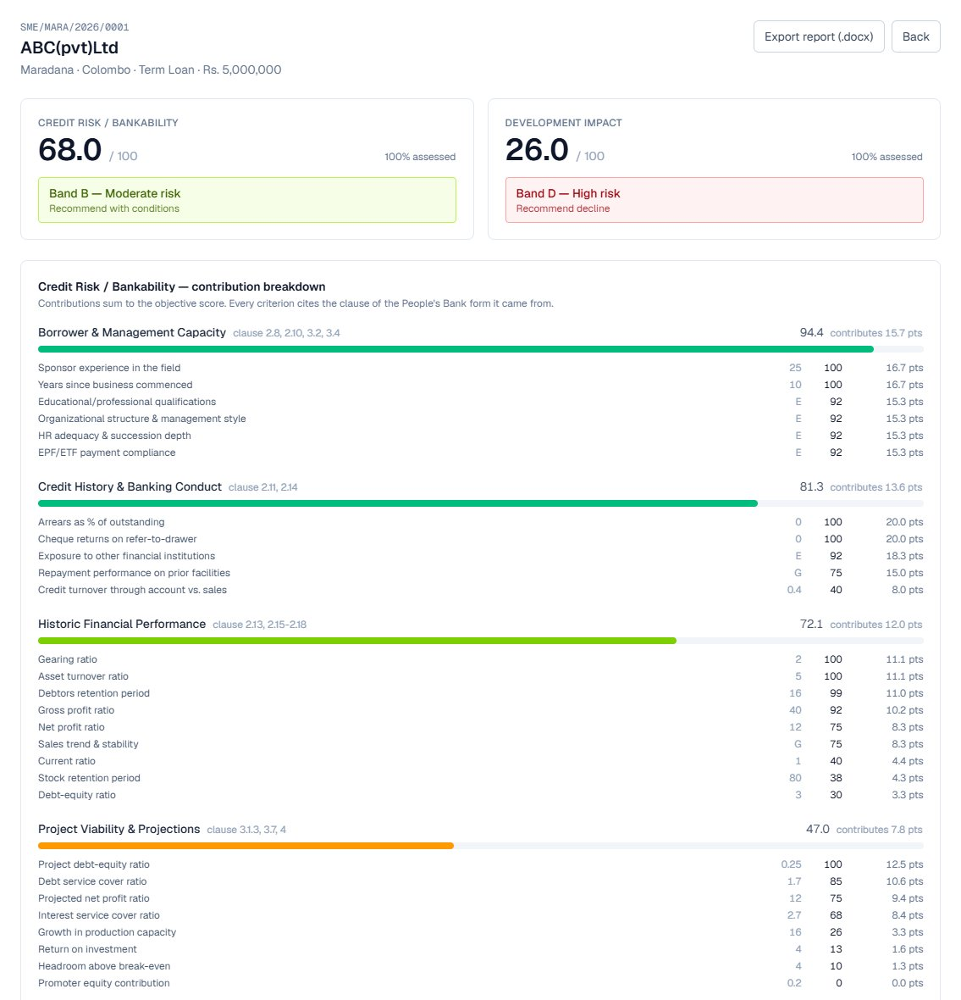 SME/MARA/2026/0001
ABC(pvt)Ltd
Maradana · Colombo · Term Loan · Rs. 5,000,000
Export report (.docx)
Back
CREDIT RISK / BANKABILITY
68.0 / 100
100% assessed
Band B — Moderate risk
Recommend with conditions
DEVELOPMENT IMPACT
26.0 / 100
100% assessed
Band D — High risk
Recommend decline
Credit Risk / Bankability — contribution breakdown
Contributions sum to the objective score. Every criterion cites the clause of the People's Bank form it came from.
Borrower & Management Capacity clause 2.8, 2.10, 3.2, 3.4 94.4 contributes 15.7 pts
Sponsor experience in the field 25 100 16.7 pts
Years since business commenced 10 100 16.7 pts
Educational/professional qualifications E 92 15.3 pts
Organizational structure & management style E 92 15.3 pts
HR adequacy & succession depth E 92 15.3 pts
EPF/ETF payment compliance E 92 15.3 pts
Credit History & Banking Conduct clause 2.11, 2.14 81.3 contributes 13.6 pts
Arrears as % of outstanding 0 100 20.0 pts
Cheque returns on refer-to-drawer 0 100 20.0 pts
Exposure to other financial institutions E 92 18.3 pts
Repayment performance on prior facilities G 75 15.0 pts
Credit turnover through account vs. sales 0.4 40 8.0 pts
Historic Financial Performance clause 2.13, 2.15-2.18 72.1 contributes 12.0 pts
Gearing ratio 2 100 11.1 pts
Asset turnover ratio 5 100 11.1 pts
Debtors retention period 16 99 11.0 pts
Gross profit ratio 40 92 10.2 pts
Net profit ratio 12 75 8.3 pts
Sales trend & stability G 75 8.3 pts
Current ratio 1 40 4.4 pts
Stock retention period 80 38 4.3 pts
Debt-equity ratio 3 30 3.3 pts
Project Viability & Projections clause 3.1.3, 3.7, 4 47.0 contributes 7.8 pts
Project debt-equity ratio 0.25 100 12.5 pts
Debt service cover ratio 1.7 85 10.6 pts
Projected net profit ratio 12 75 9.4 pts
Interest service cover ratio 2.7 68 8.4 pts
Growth in production capacity 16 26 3.3 pts
Return on investment 4 13 1.6 pts
Headroom above break-even 4 10 1.3 pts
Promoter equity contribution 0.2 0 0.0 pts